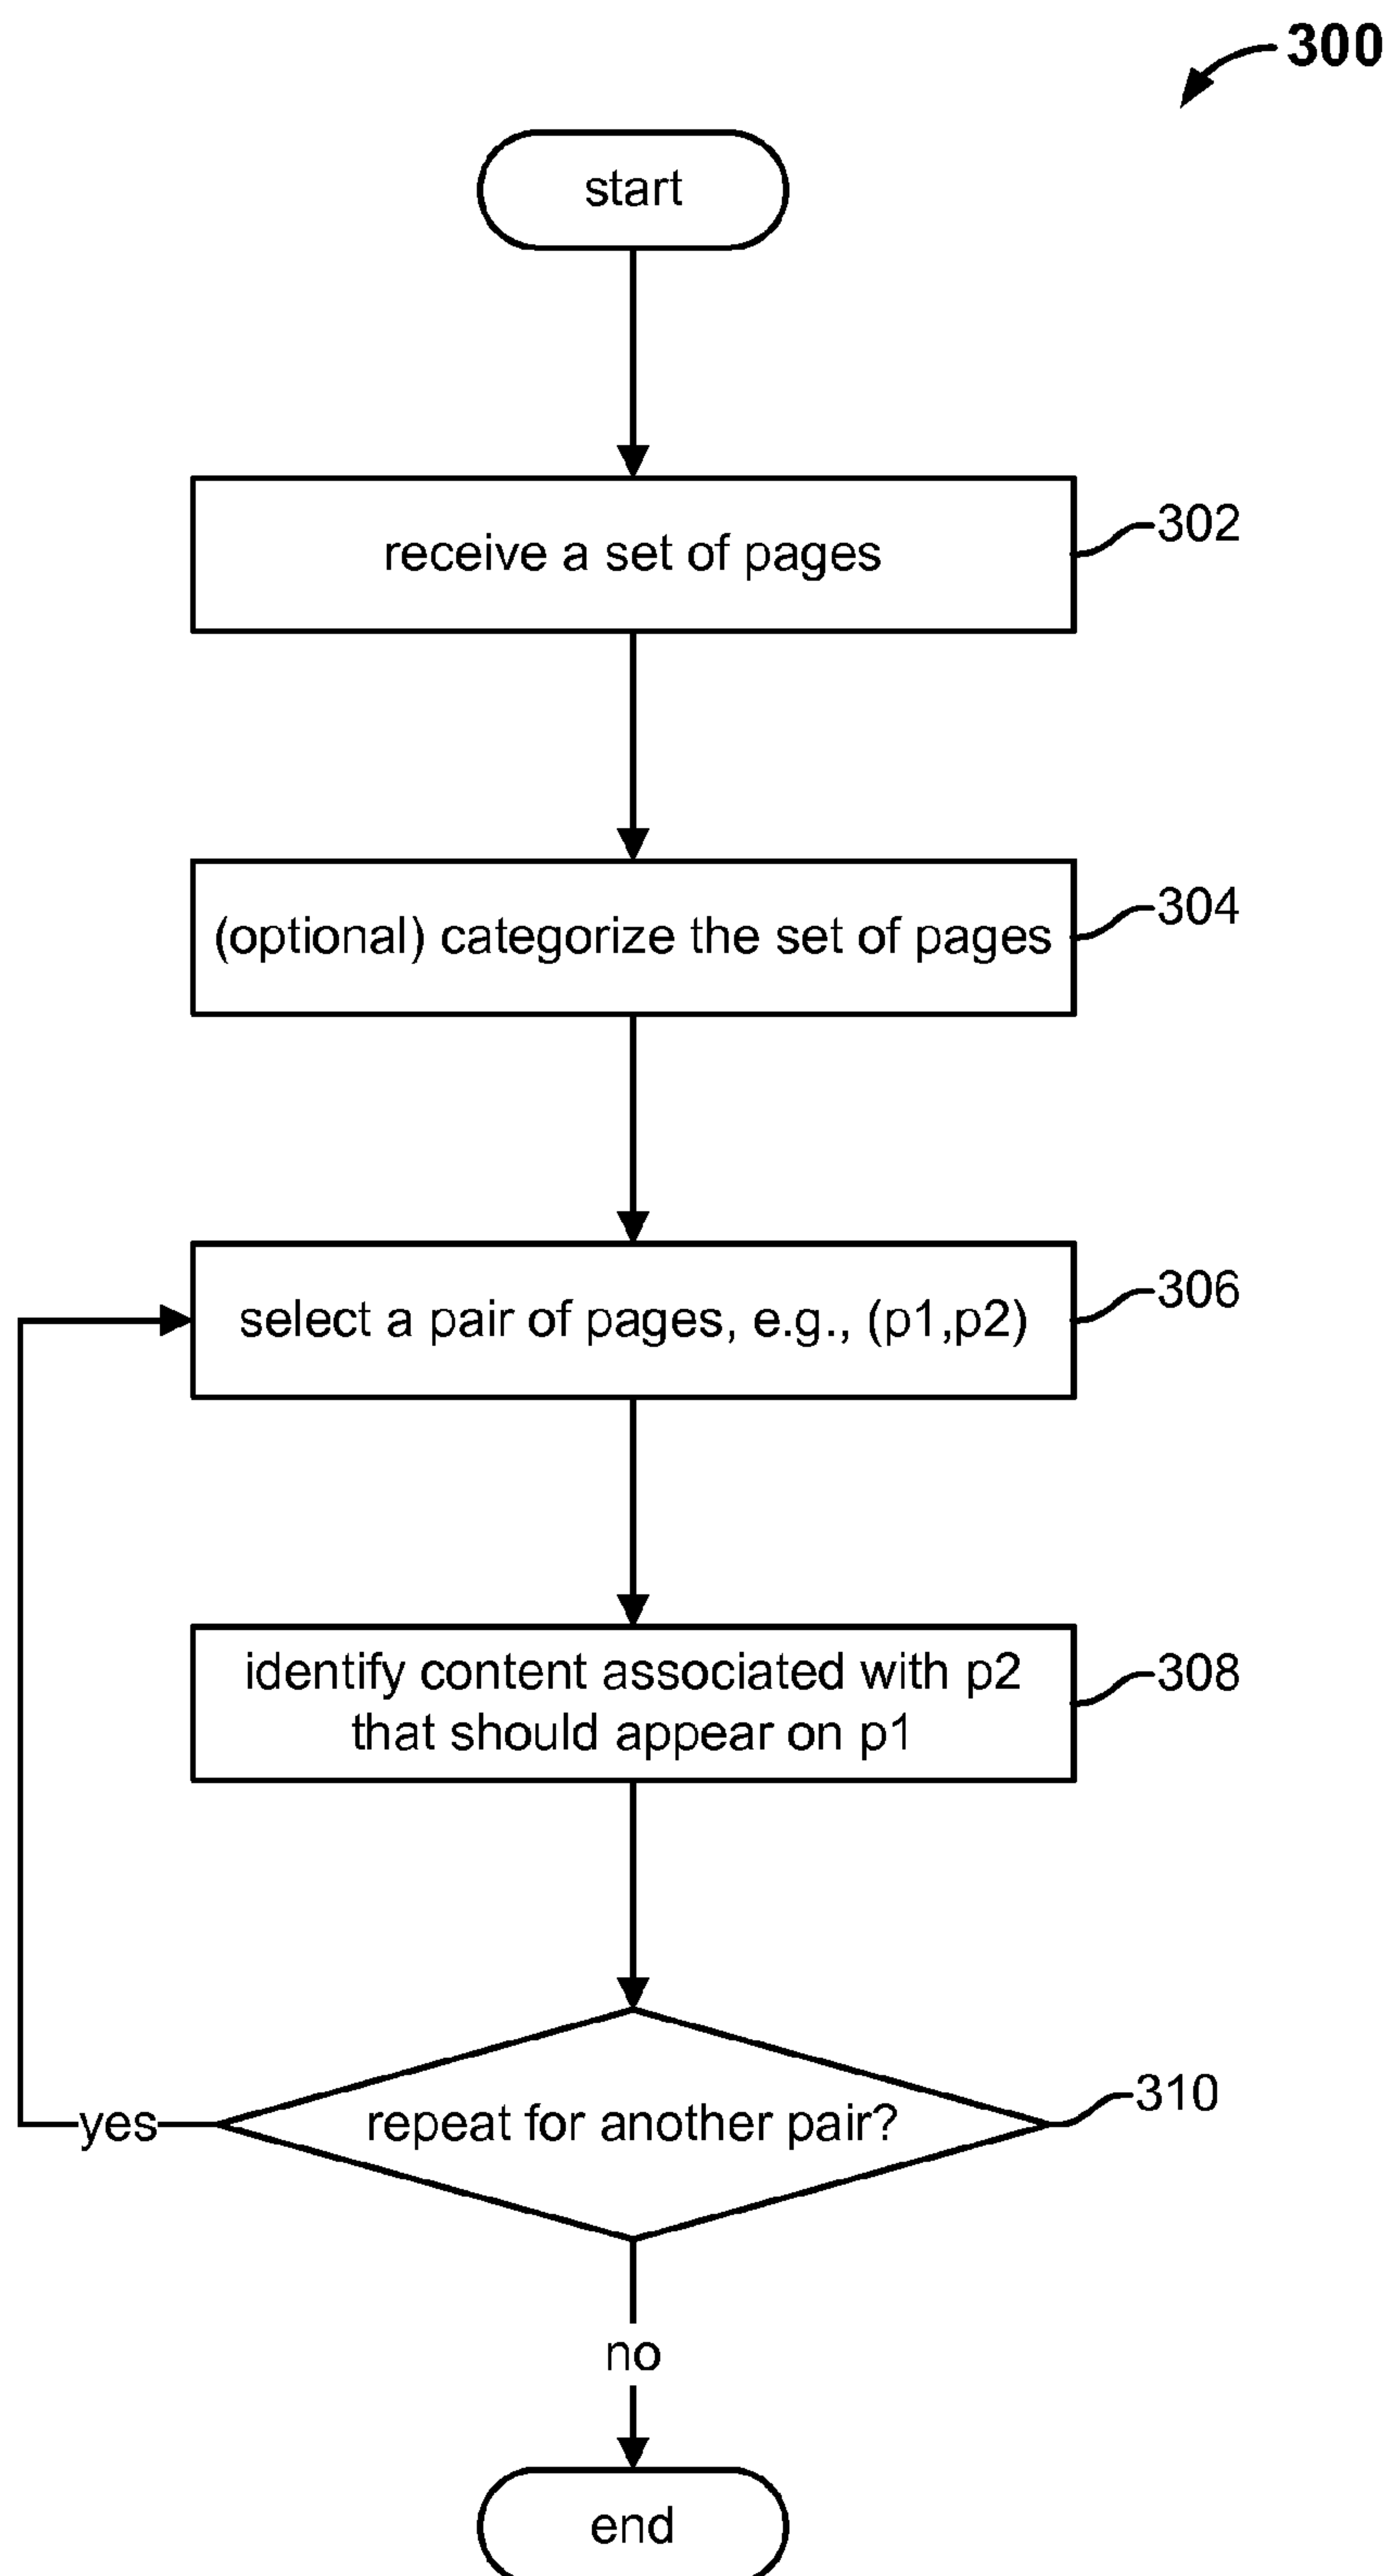 300
start
receive a set of pages
302
(optional) categorize the set of pages
304
select a pair of pages, e.g., (p1,p2)
306
identify content associated with p2
that should appear on p1
308
repeat for another pair?
310
yes
no
end